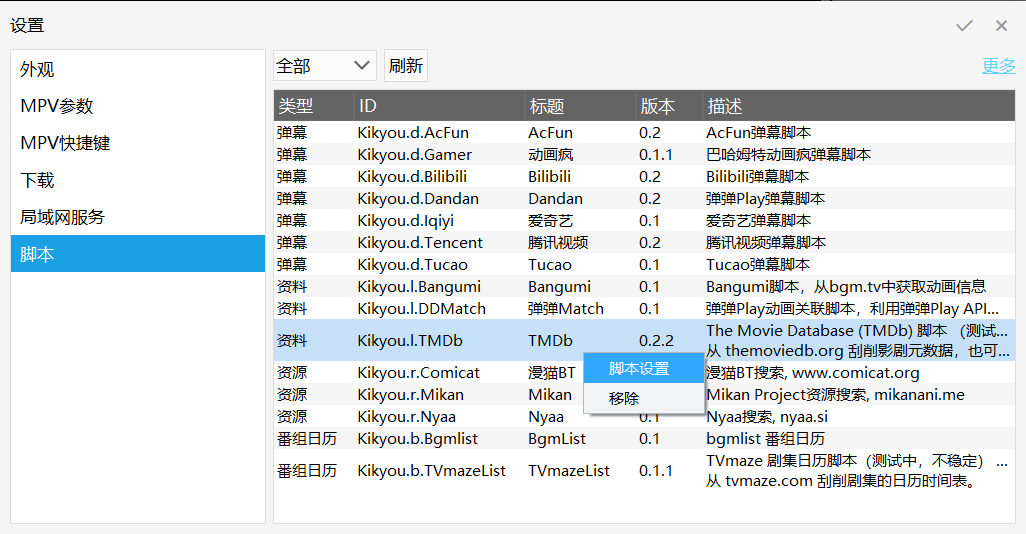 设置
外观
MPV参数
MPV快捷键
下载
局域网服务
脚本
全部 刷新 更多
类型 ID 标题 版本 描述
弹幕 Kikyou.d.AcFun AcFun 0.2 AcFun弹幕脚本
弹幕 Kikyou.d.Gamer 动画疯 0.1.1 巴哈姆特动画疯弹幕脚本
弹幕 Kikyou.d.Bilibili Bilibili 0.2 Bilibili弹幕脚本
弹幕 Kikyou.d.Dandan Dandan 0.2 弹弹Play弹幕脚本
弹幕 Kikyou.d.Iqiyi 爱奇艺 0.1 爱奇艺弹幕脚本
弹幕 Kikyou.d.Tencent 腾讯视频 0.2 腾讯视频弹幕脚本
弹幕 Kikyou.d.Tucao Tucao 0.1 Tucao弹幕脚本
资料 Kikyou.l.Bangumi Bangumi 0.1 Bangumi脚本，从bgm.tv中获取动画信息
资料 Kikyou.l.DDMatch 弹弹Match 0.1 弹弹Play动画关联脚本，利用弹弹Play API...
资料 Kikyou.l.TMDb TMDb 0.2.2 The Movie Database (TMDb) 脚本 （测试...
从 themoviedb.org 刮削影剧元数据，也可...
资源 Kikyou.r.Comicat 漫猫BT 漫猫BT搜索, www.comicat.org
资源 Kikyou.r.Mikan Mikan Mikan Project资源搜索, mikanani.me
资源 Kikyou.r.Nyaa Nyaa 0.1 Nyaa搜索, nyaa.si
番组日历 Kikyou.b.Bgmlist BgmList 0.1 bgmlist 番组日历
番组日历 Kikyou.b.TVmazeList TVmazeList 0.1.1 TVmaze 剧集日历脚本（测试中，不稳定） ...
从 tvmaze.com 刮削剧集的日历时间表。
脚本设置
移除